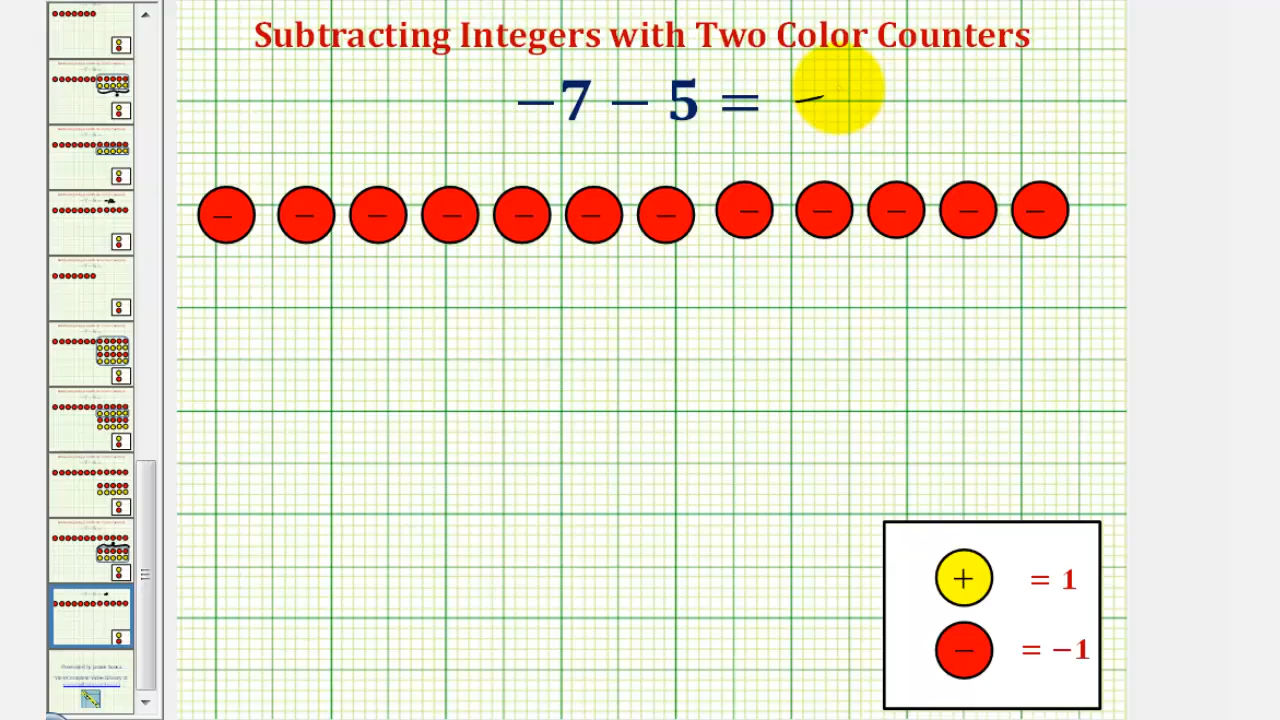 Subtracting Integers with Two Color Counters
−7 − 5 = −
− − − − − − − − − − − −
+ = 1
− = −1